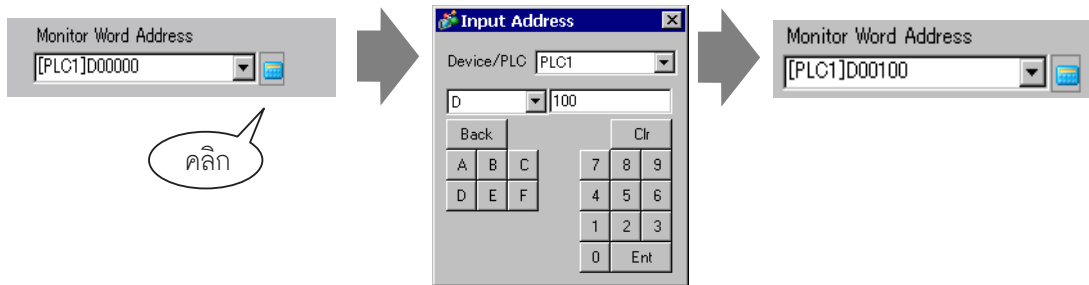 Monitor Word Address
[PLC1]D00000
คลิก
Input Address
Device/PLC PLC1
D 100
Back Clr
A B C 7 8 9
D E F 4 5 6
1 2 3
0 Ent
Monitor Word Address
[PLC1]D00100